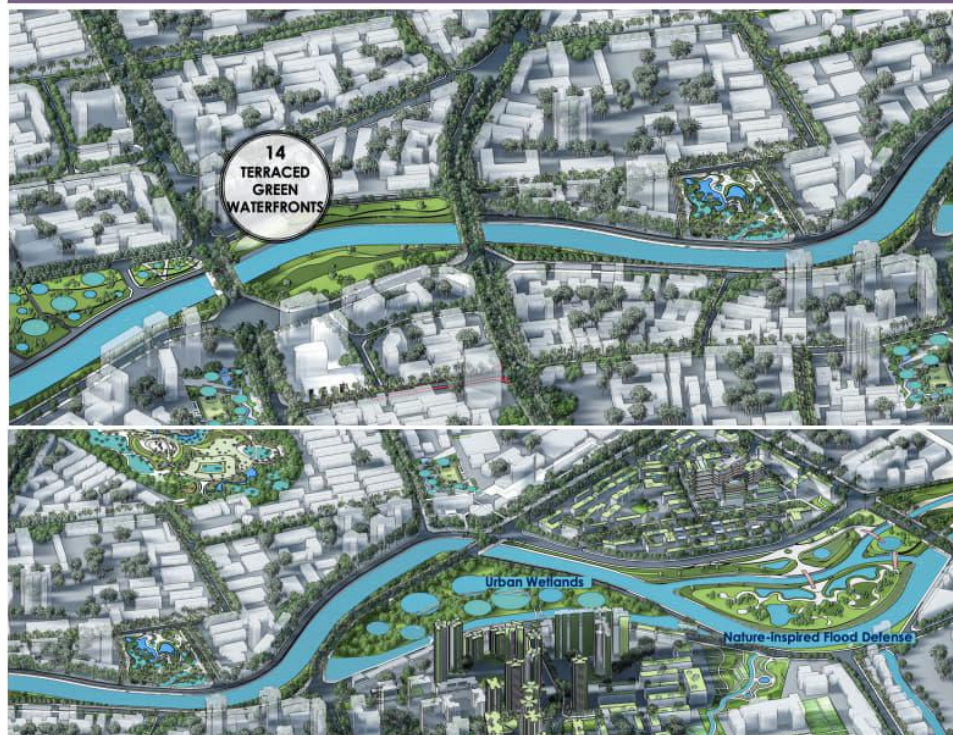 14
TERRACED
GREEN
WATERFRONTS
Urban Wetlands
Nature-Inspired Flood Defense